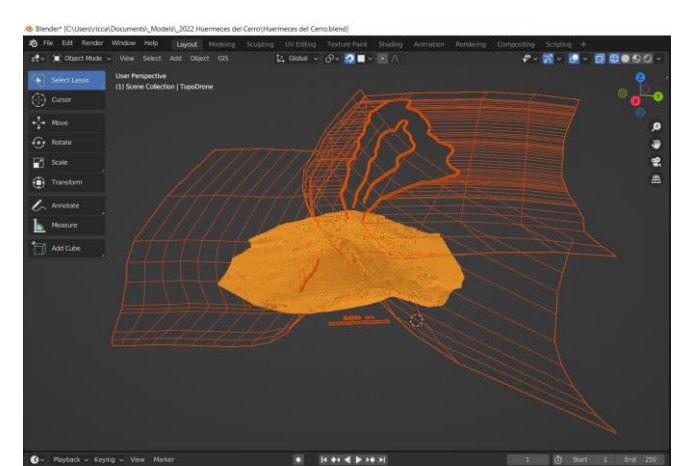 Blender* [C:\Users\ricca\Documents\_Models\_2022 Huermeces del Cerro\Huermeces del Cerro.blend]
File Edit Render Window Help Layout Modeling Sculpting UV Editing Texture Paint Shading Animation Rendering Compositing Scripting +
Object Mode View Select Add Object GIS Global
Select Lasso
User Perspective
(1) Scene Collection | TopoDrone
Cursor
Move
Rotate
Scale
Transform
Annotate
Measure
Add Cube
Z
Y
X
500 m
Playback Keying View Marker 1 Start 1 End 250